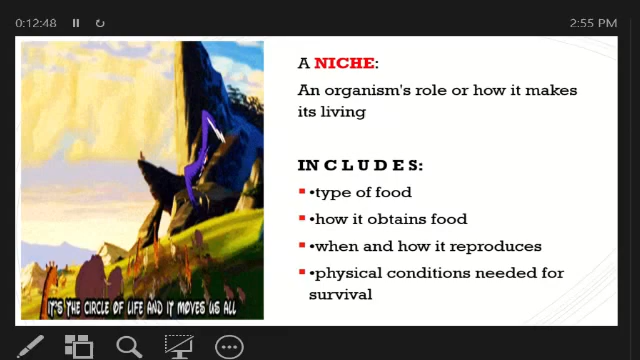 0:12:48
2:55 PM
A NICHE:
An organism's role or how it makes
its living
INCLUDES:
•type of food
•how it obtains food
•when and how it reproduces
•physical conditions needed for
survival
IT'S THE CIRCLE OF LIFE AND IT MOVES US ALL